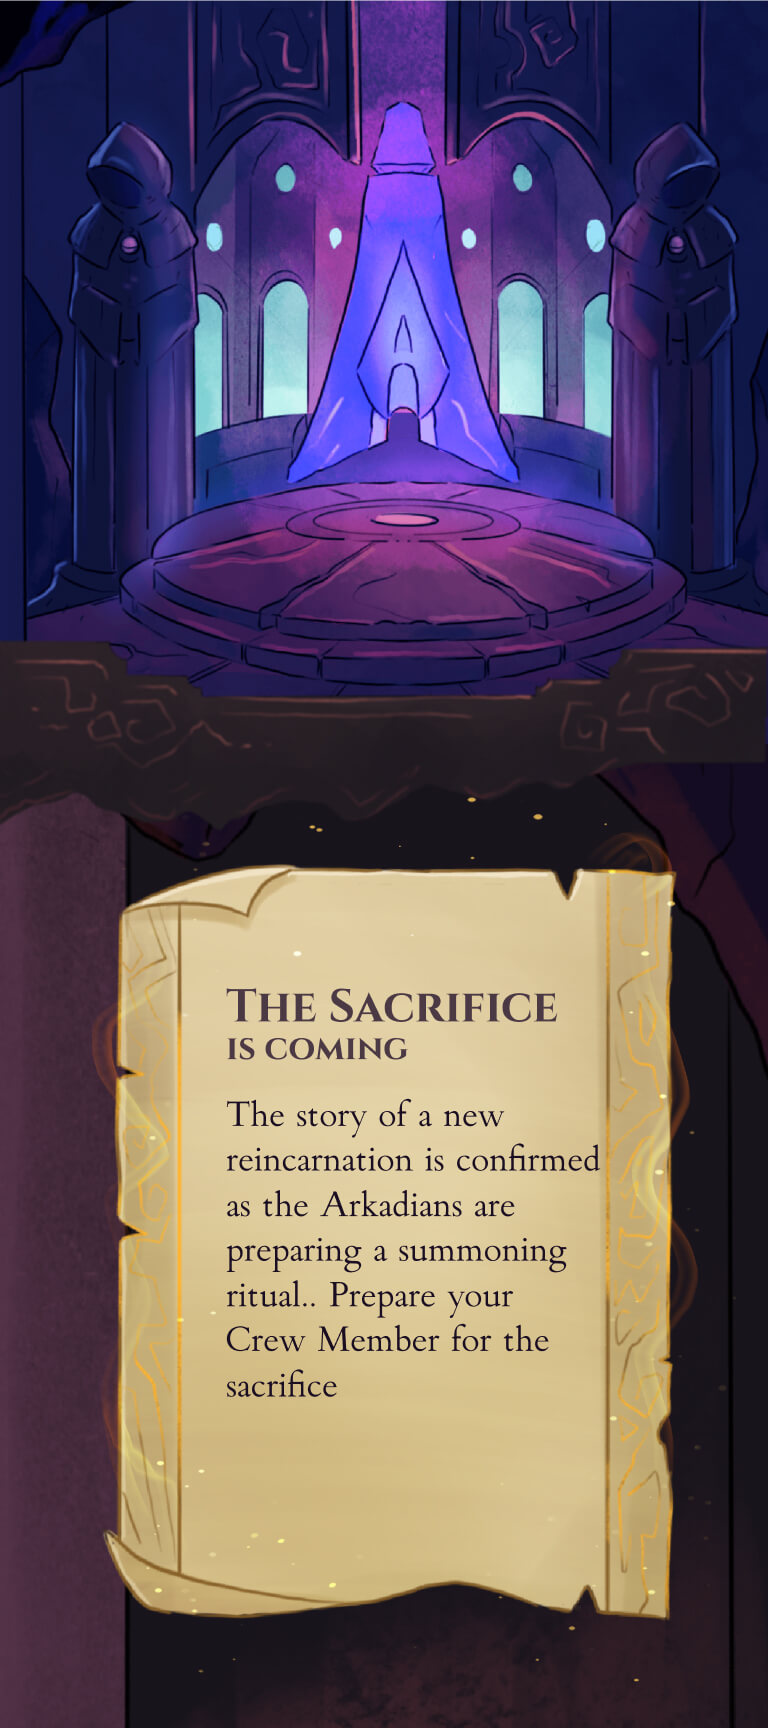 The Sacrifice
is coming
The story of a new
reincarnation is confirmed
as the Arkadians are
preparing a summoning
ritual.. Prepare your
Crew Member for the
sacrifice